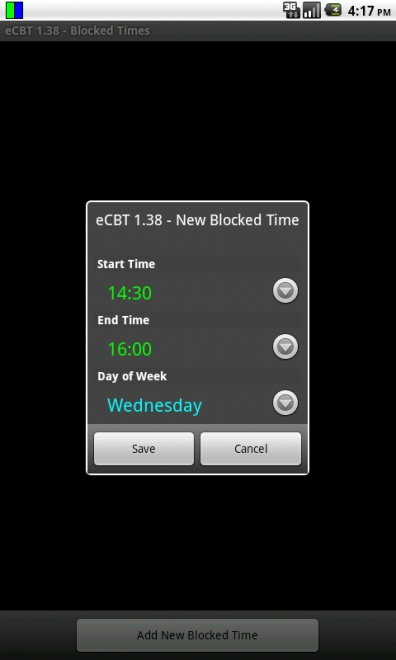 3G
4:17 PM
eCBT 1.38 - Blocked Times
eCBT 1.38 - New Blocked Time
Start Time
14:30
End Time
16:00
Day of Week
Wednesday
Save Cancel
Add New Blocked Time